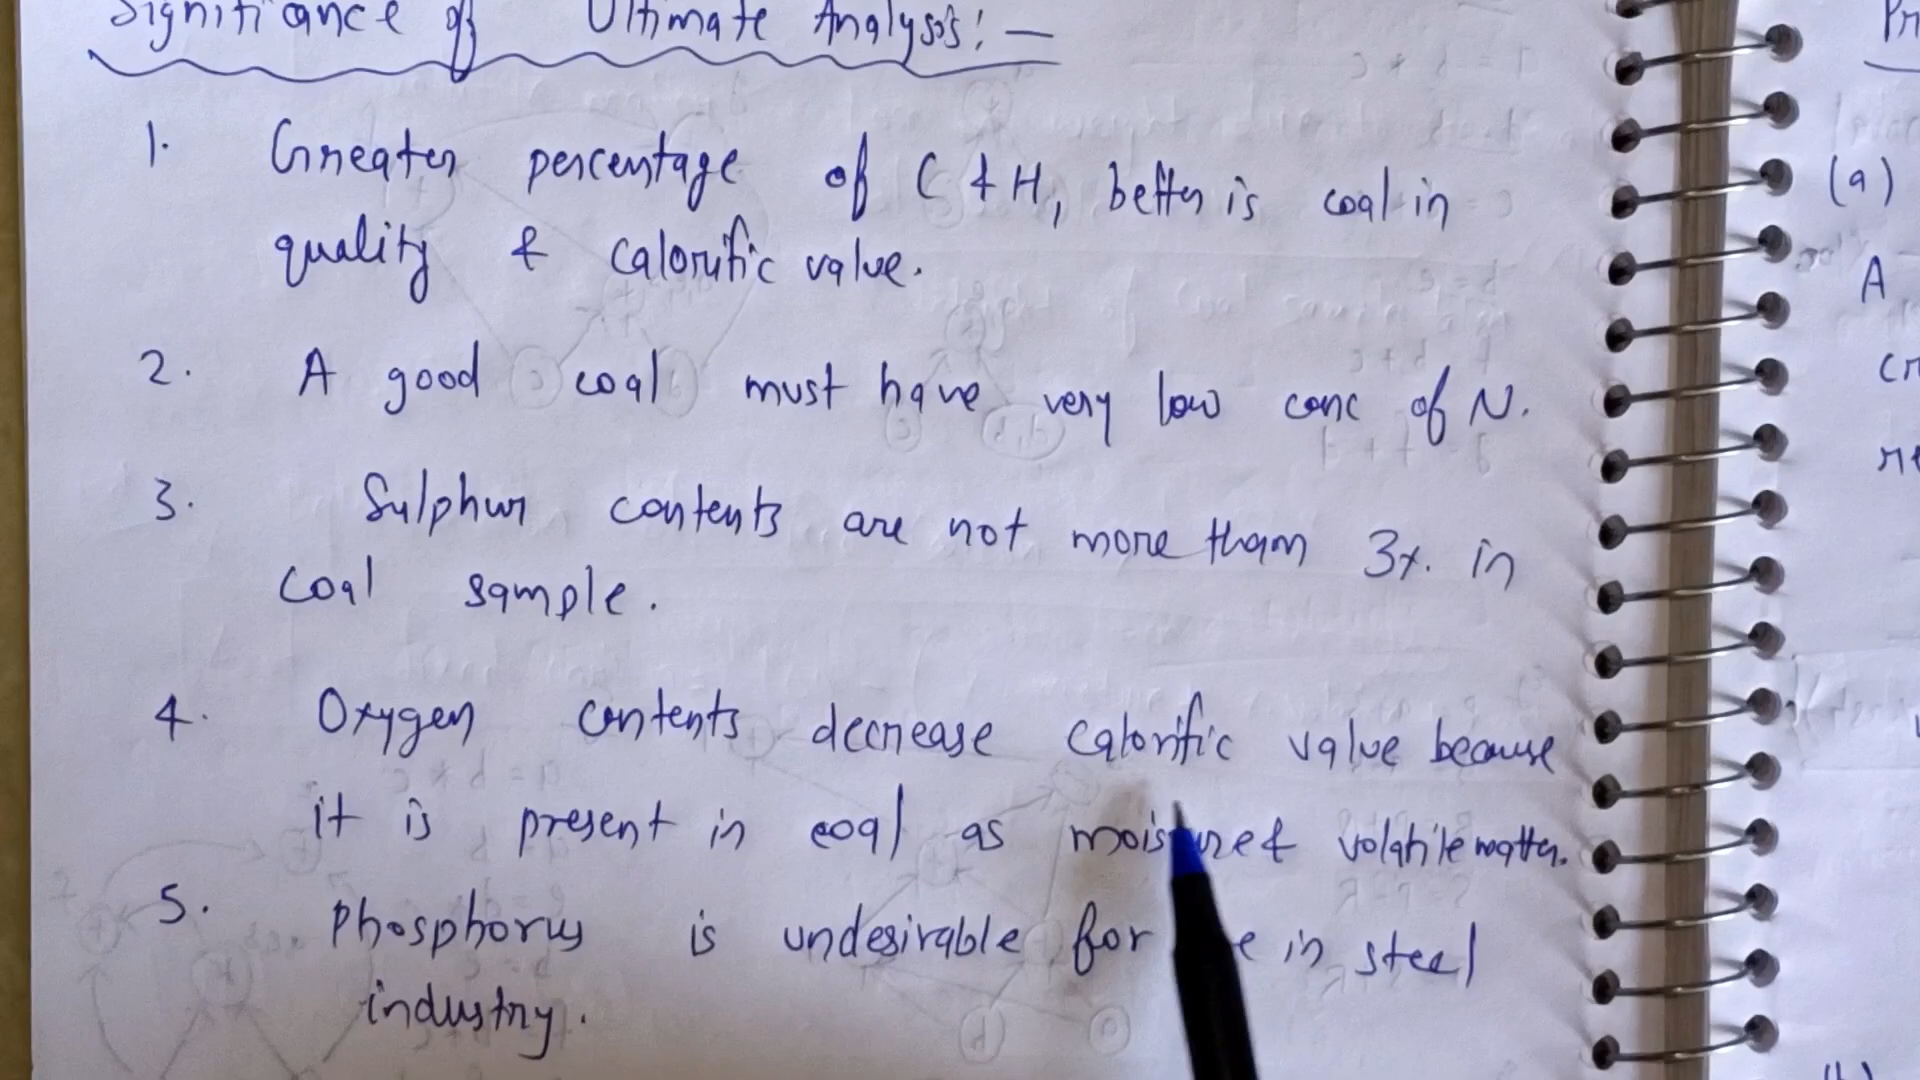 Significance of Ultimate Analysis:-
1. Greater percentage of C & H, better is coal in
quality & calorific value.
2. A good coal must have very low conc of N.
3. Sulphur contents are not more than 3%. in
coal sample.
4. Oxygen contents decrease calorific value because
it is present in coal as moisture & volatile matter.
5. Phosphorus is undesirable for in steel
industry.
(a)
A